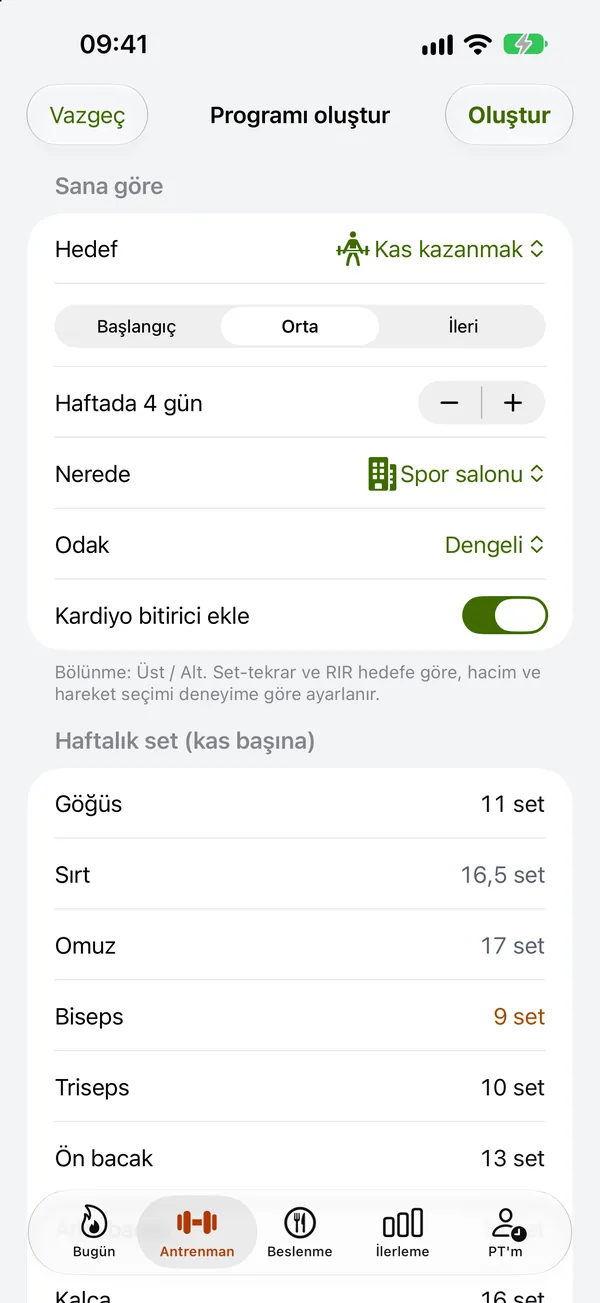 09:41
Vazgeç
Programı oluştur
Oluştur
Sana göre
Hedef
Kas kazanmak
Başlangıç
Orta
İleri
Haftada 4 gün
Nerede
Spor salonu
Odak
Dengeli
Kardiyo bitirici ekle
Bölünme: Üst / Alt. Set-tekrar ve RIR hedefe göre, hacim ve
hareket seçimi deneyime göre ayarlanır.
Haftalık set (kas başına)
Göğüs
11 set
Sırt
16,5 set
Omuz
17 set
Biseps
9 set
Triseps
10 set
Ön bacak
13 set
Bugün
Antrenman
Beslenme
İlerleme
PT'm
Kalça
16 set